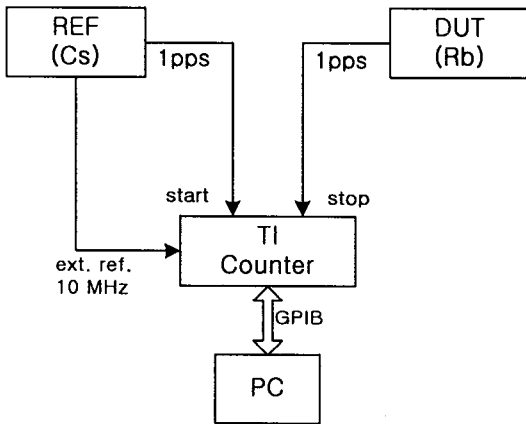 REF
(Cs)
DUT
(Rb)
1pps
1pps
start
stop
TI
Counter
ext. ref.
10 MHz
GPIB
PC